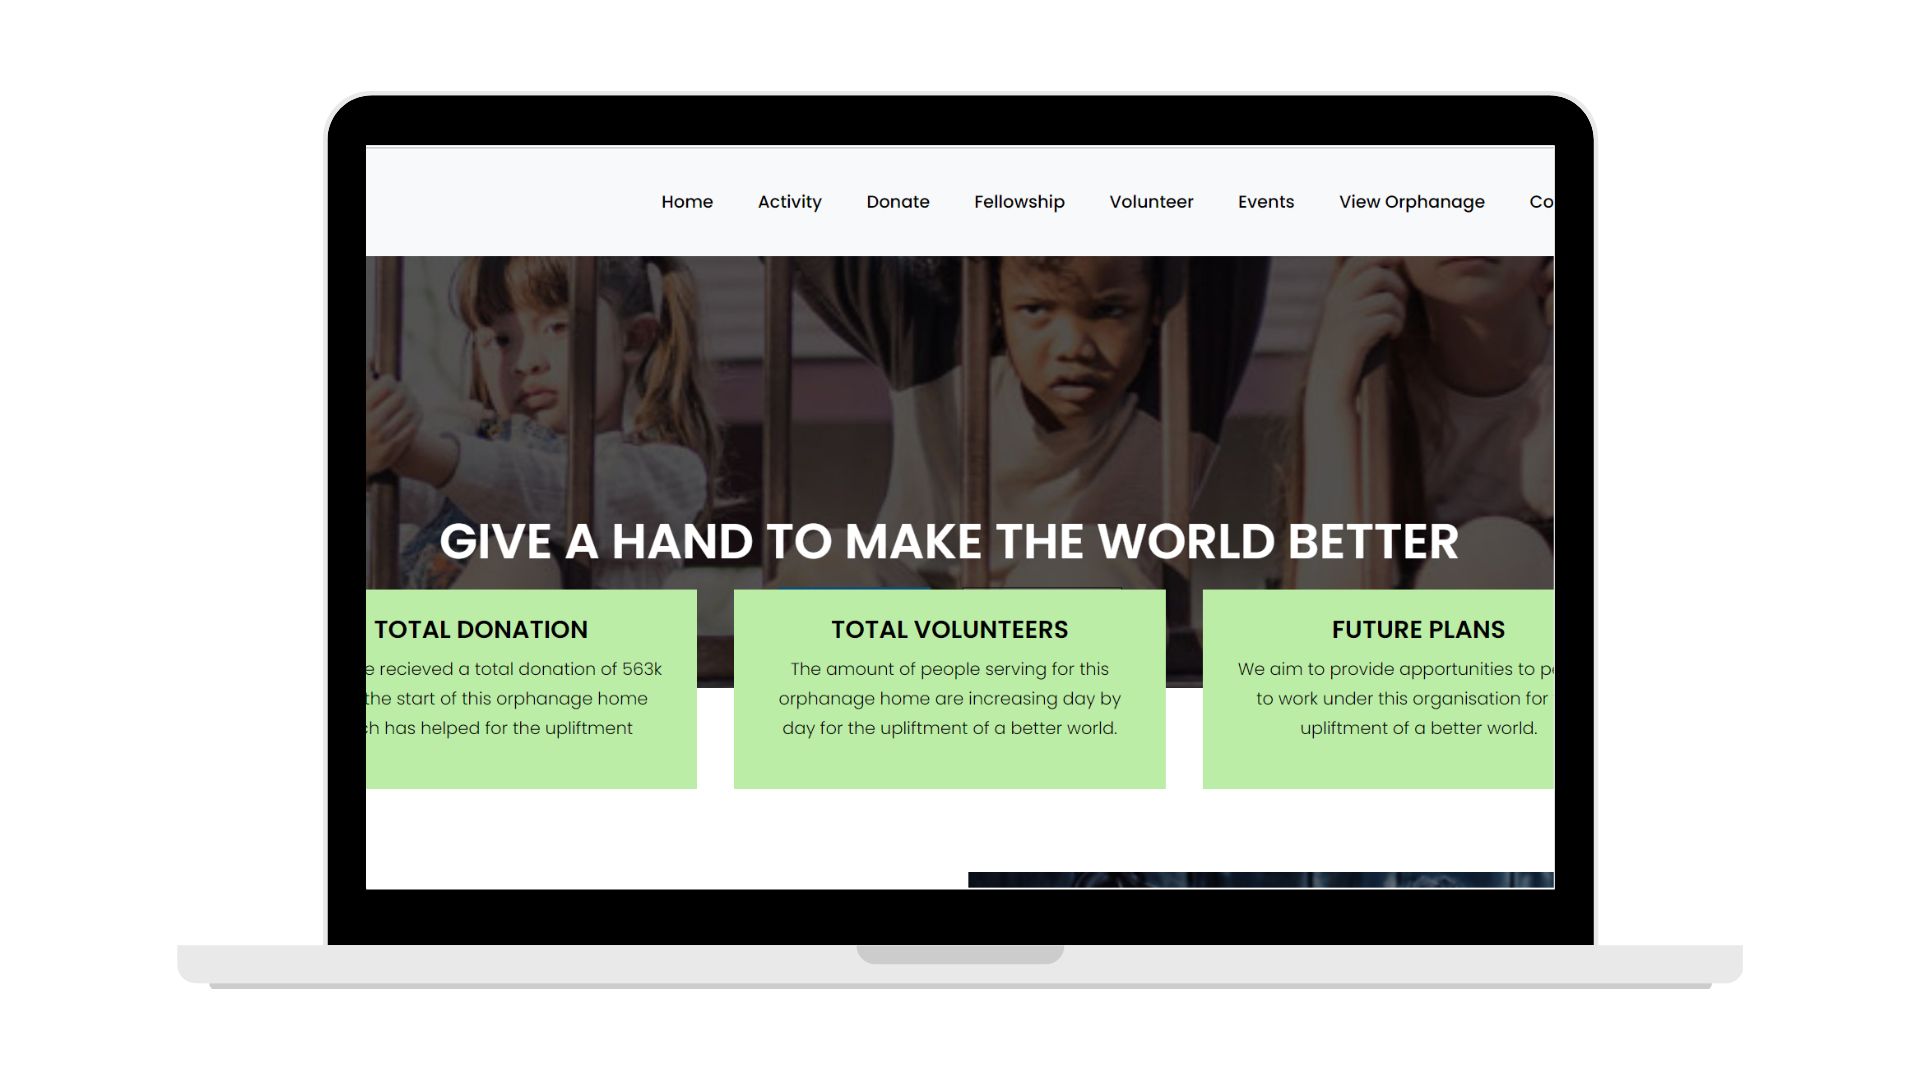 Home Activity Donate Fellowship Volunteer Events View Orphanage Co
GIVE A HAND TO MAKE THE WORLD BETTER
TOTAL DONATION
e recieved a total donation of 563k
the start of this orphanage home
ch has helped for the upliftment
TOTAL VOLUNTEERS
The amount of people serving for this
orphanage home are increasing day by
day for the upliftment of a better world.
FUTURE PLANS
We aim to provide apportunities to pe
to work under this organisation for
upliftment of a better world.